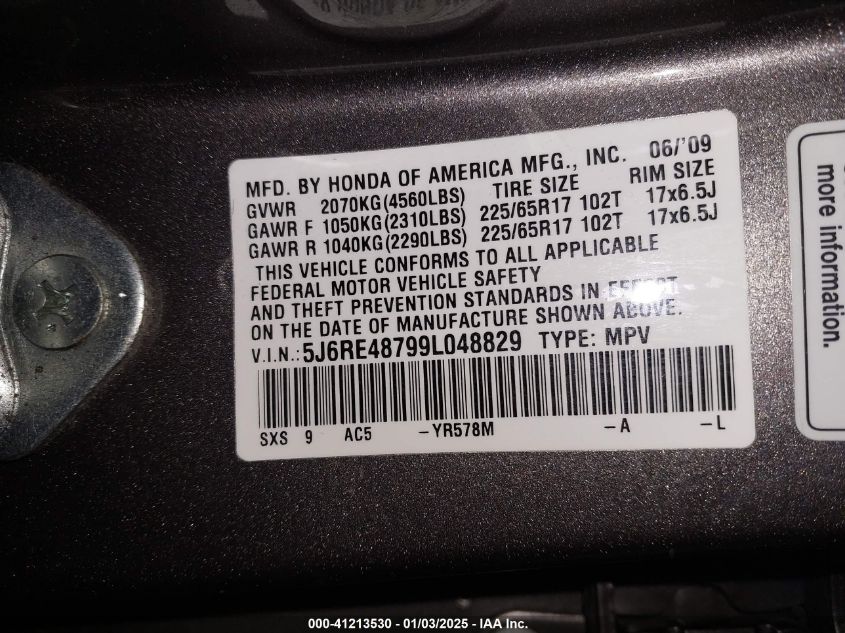 MFD. BY HONDA OF AMERICA MFG., INC. 06/'09
GVWR 2070KG(4560LBS) TIRE SIZE RIM SIZE
GAWR F 1050KG(2310LBS) 225/65R17 102T 17x6.5J
GAWR R 1040KG(2290LBS) 225/65R17 102T 17x6.5J
THIS VEHICLE CONFORMS TO ALL APPLICABLE
FEDERAL MOTOR VEHICLE SAFETY
AND THEFT PREVENTION STANDARDS IN EFFECT
ON THE DATE OF MANUFACTURE SHOWN ABOVE.
V.I.N.: 5J6RE48799L048829 TYPE: MPV
SXS 9 AC5 -YR578M -A -L
more information.
000-41213530 - 01/03/2025 - IAA Inc.